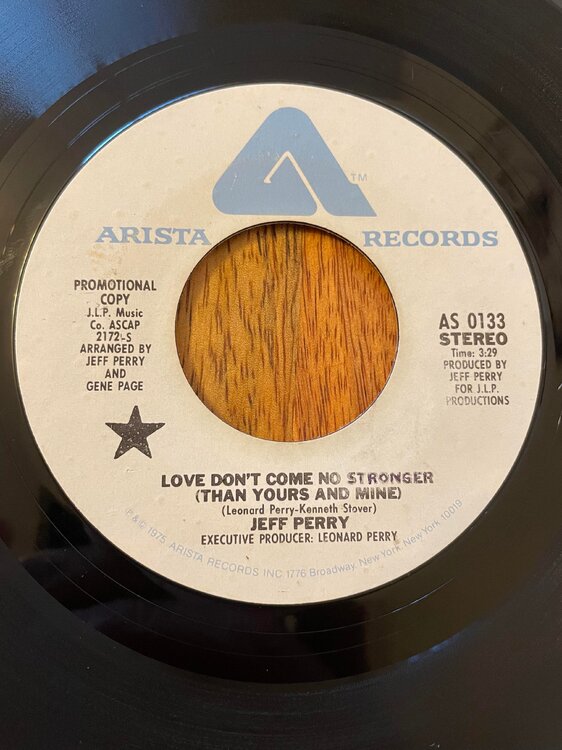 TM
ARISTA RECORDS
PROMOTIONAL
COPY
J.L.P. Music
Co. ASCAP
2172-S
ARRANGED BY
JEFF PERRY
AND
GENE PAGE
AS 0133
STEREO
Time: 3:29
PRODUCED BY
JEFF PERRY
FOR J.L.P.
PRODUCTIONS
LOVE DON'T COME NO STRONGER
(THAN YOURS AND MINE)
(Leonard Perry-Kenneth Stover)
JEFF PERRY
EXECUTIVE PRODUCER: LEONARD PERRY
P & © 1975, ARISTA RECORDS INC 1776 Broadway, New York, New York 10019